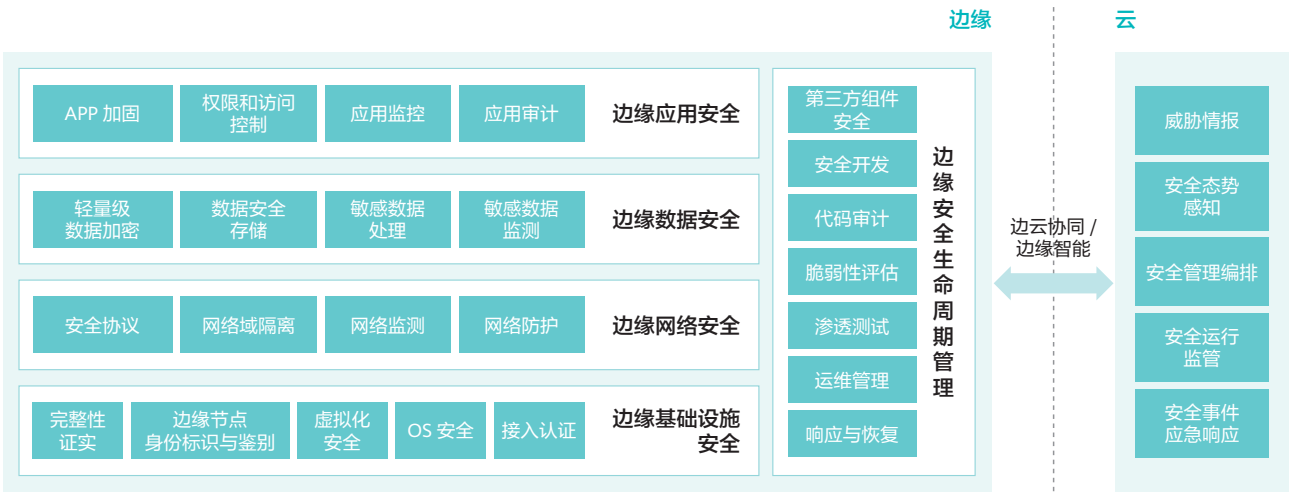 边缘
云
APP 加固
权限和访问
控制
应用监控
应用审计
边缘应用安全
轻量级
数据加密
数据安全
存储
敏感数据
处理
敏感数据
监测
边缘数据安全
安全协议
网络域隔离
网络监测
网络防护
边缘网络安全
完整性
证实
边缘节点
身份标识与鉴别
虚拟化
安全
OS 安全
接入认证
边缘基础设施
安全
第三方组件
安全
安全开发
代码审计
脆弱性评估
渗透测试
运维管理
响应与恢复
边缘安全生命周期管理
边云协同 /
边缘智能
威胁情报
安全态势
感知
安全管理编排
安全运行
监管
安全事件
应急响应